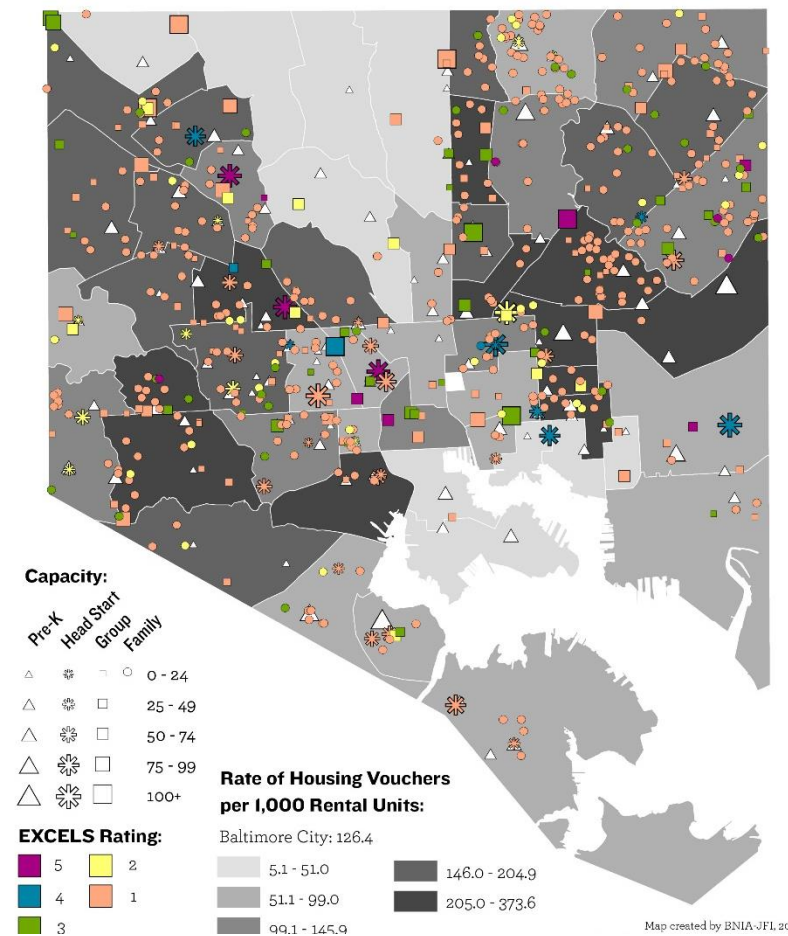 Capacity:
Pre-K
Head Start
Group
Family
0 - 24
25 - 49
50 - 74
75 - 99
100+
EXCELS Rating:
5
2
4
1
3
Rate of Housing Vouchers
per 1,000 Rental Units:
Baltimore City: 126.4
5.1 - 51.0
146.0 - 204.9
51.1 - 99.0
205.0 - 373.6
99.1 - 145.9
Map created by BNIA-JFI,